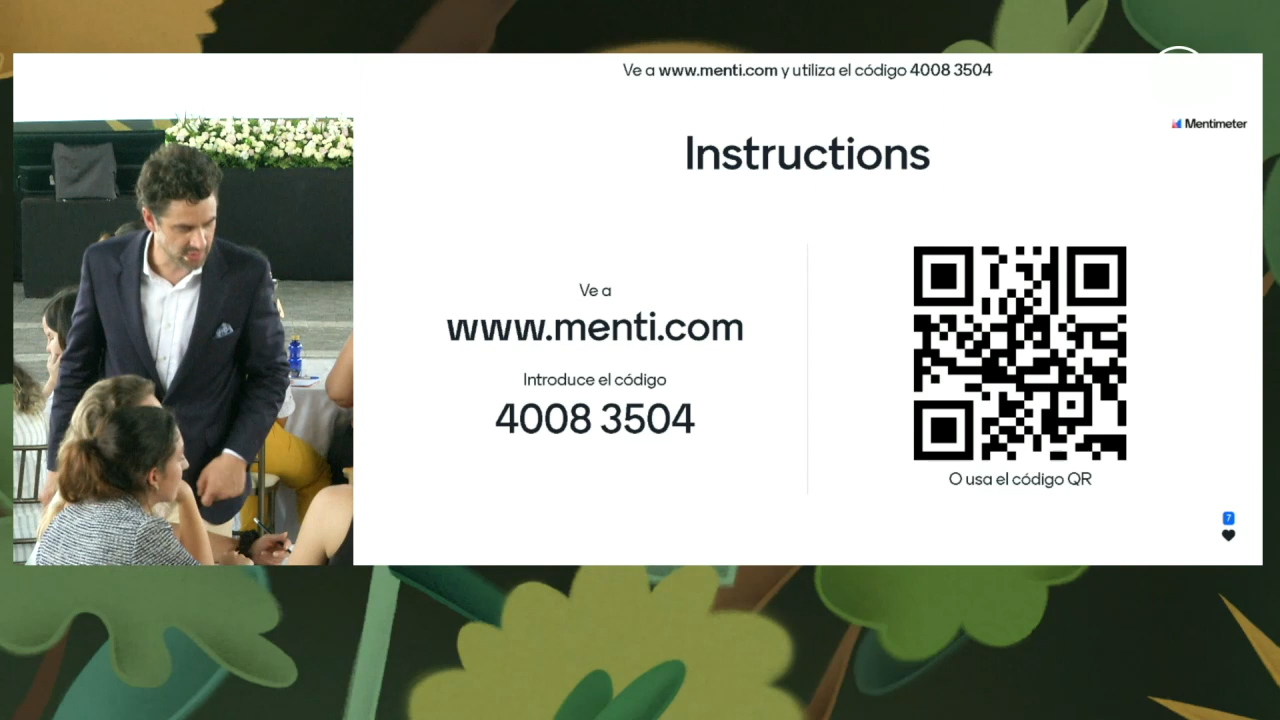 Ve a www.menti.com y utiliza el código 4008 3504
Mentimeter
Instructions
Ve a
www.menti.com
Introduce el código
4008 3504
O usa el código QR
7